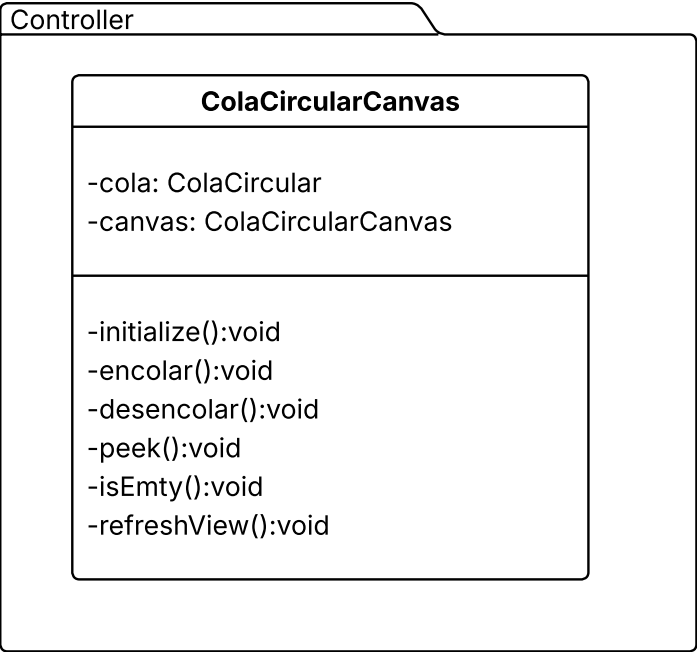 Controller
ColaCircularCanvas
-cola: ColaCircular
-canvas: ColaCircularCanvas
-initialize():void
-encolar():void
-desencolar():void
-peek():void
-isEmty():void
-refreshView():void